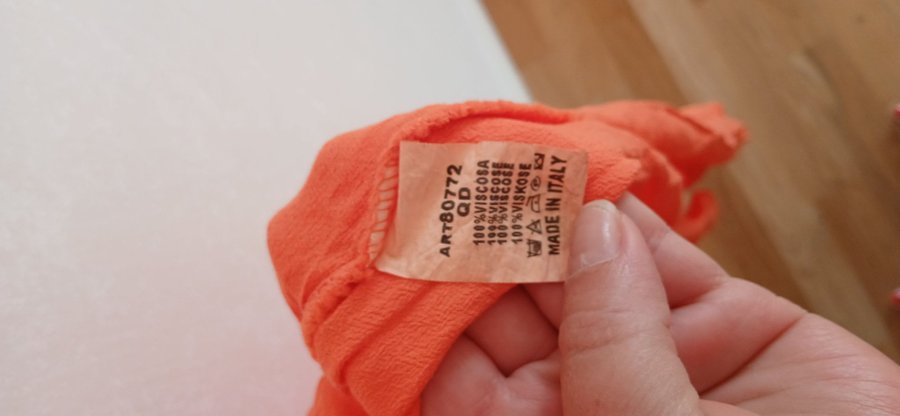 ART80772
QD
100%VISCOSA
100%VISCOSE
100%VISCOSE
100%VISKOSE
MADE IN ITALY